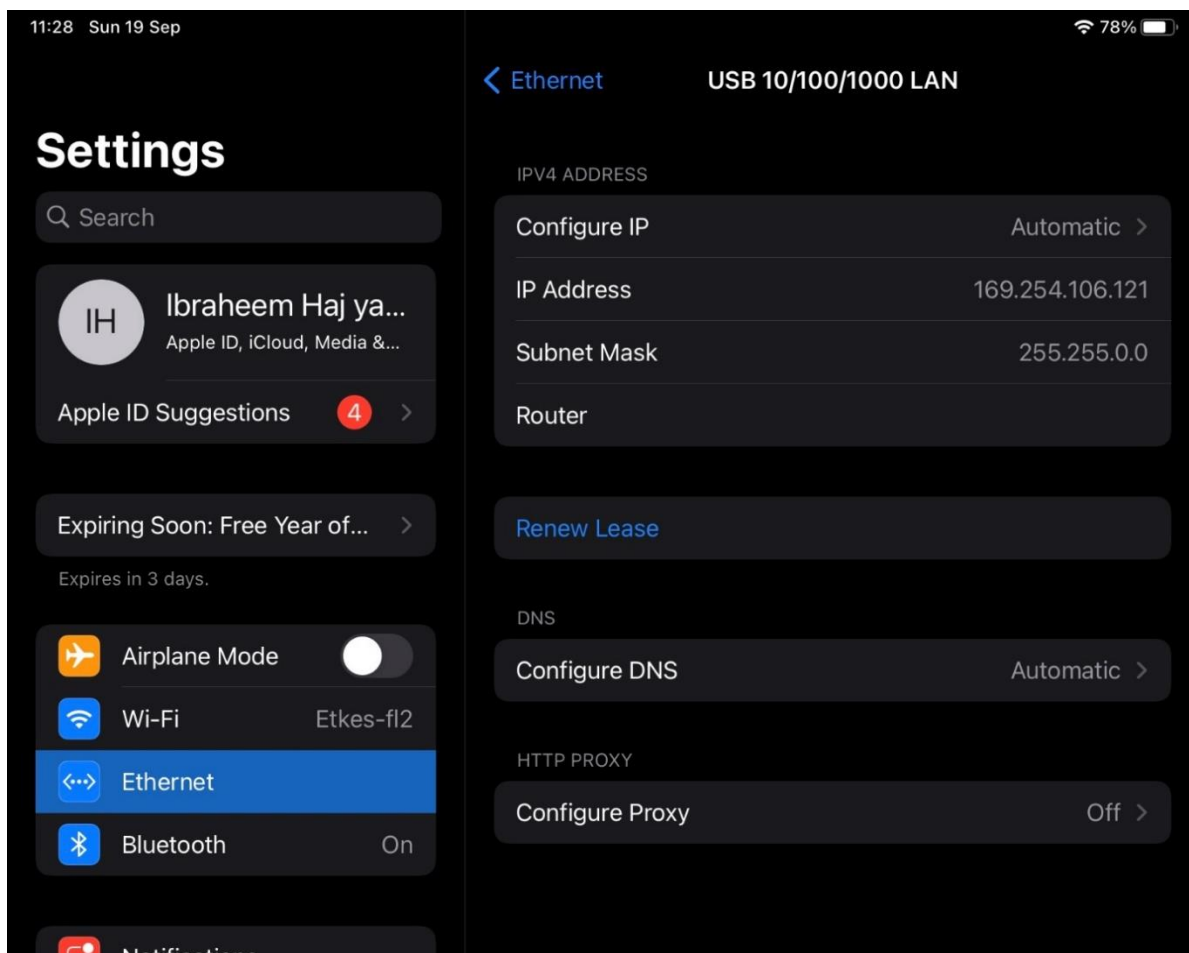 11:28 Sun 19 Sep
78%
Settings
Search
IH
Ibraheem Haj ya...
Apple ID, iCloud, Media &...
Apple ID Suggestions 4
Expiring Soon: Free Year of...
Expires in 3 days.
Airplane Mode
Wi-Fi Etkes-fl2
Ethernet
Bluetooth On
Ethernet
USB 10/100/1000 LAN
IPV4 ADDRESS
Configure IP Automatic
IP Address 169.254.106.121
Subnet Mask 255.255.0.0
Router
Renew Lease
DNS
Configure DNS Automatic
HTTP PROXY
Configure Proxy Off